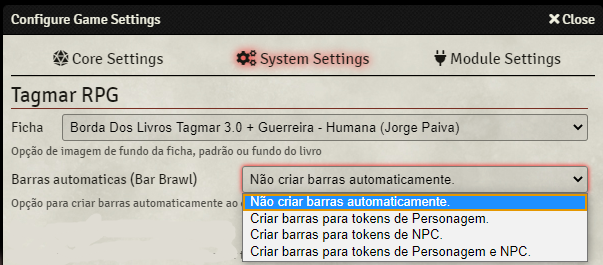 Configure Game Settings
Close
Core Settings System Settings Module Settings
Tagmar RPG
Ficha Borda Dos Livros Tagmar 3.0 + Guerreira - Humana (Jorge Paiva)
Opção de imagem de fundo da ficha, padrão ou fundo do livro
Barras automaticas (Bar Brawl) Não criar barras automaticamente.
Opção para criar barras automaticamente ao
Não criar barras automaticamente.
Criar barras para tokens de Personagem.
Criar barras para tokens de NPC.
Criar barras para tokens de Personagem e NPC.